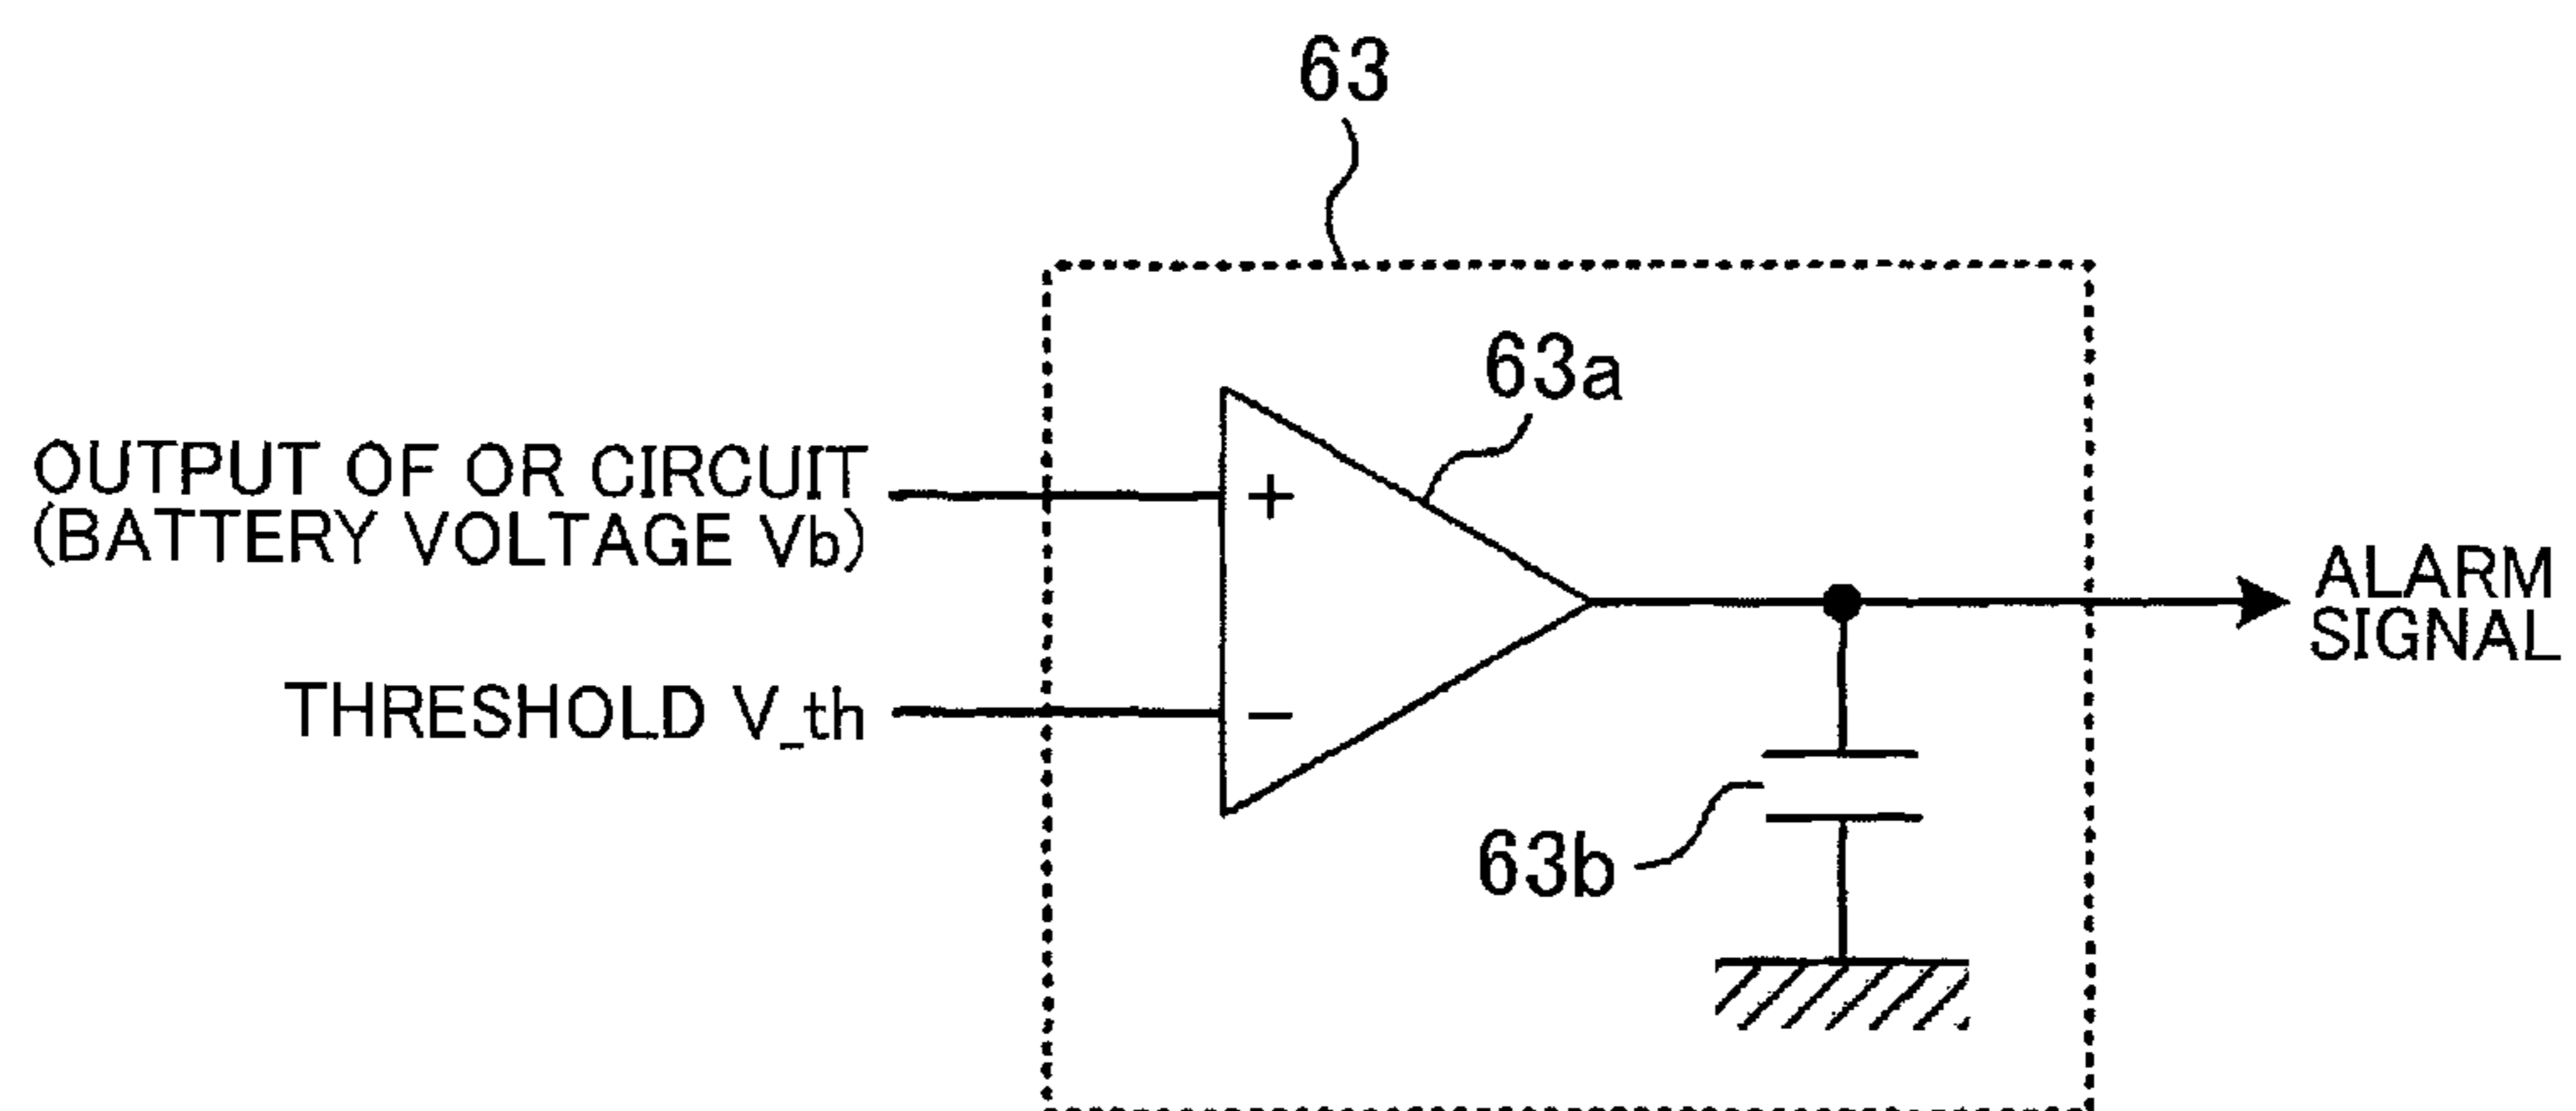 63
63a
OUTPUT OF OR CIRCUIT
(BATTERY VOLTAGE Vb)
+
ALARM
SIGNAL
THRESHOLD V_th
−
63b